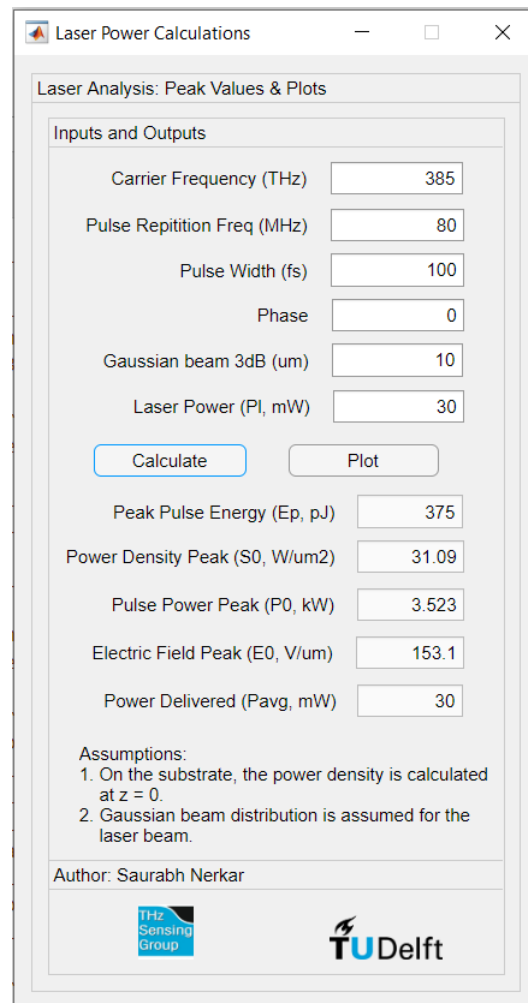 Laser Power Calculations
Laser Analysis: Peak Values & Plots
Inputs and Outputs
Carrier Frequency (THz) 385
Pulse Repitition Freq (MHz) 80
Pulse Width (fs) 100
Phase 0
Gaussian beam 3dB (um) 10
Laser Power (Pl, mW) 30
Calculate Plot
Peak Pulse Energy (Ep, pJ) 375
Power Density Peak (S0, W/um2) 31.09
Pulse Power Peak (P0, kW) 3.523
Electric Field Peak (E0, V/um) 153.1
Power Delivered (Pavg, mW) 30
Assumptions:
1. On the substrate, the power density is calculated
at z = 0.
2. Gaussian beam distribution is assumed for the
laser beam.
Author: Saurabh Nerkar
THz
Sensing
Group
TUDelft